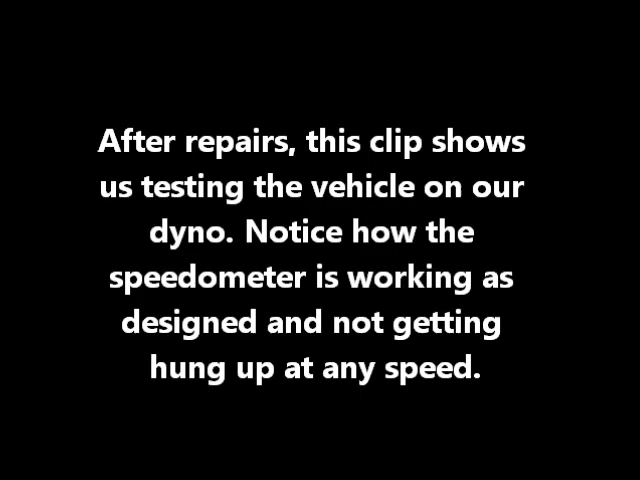 After repairs, this clip shows
us testing the vehicle on our
dyno. Notice how the
speedometer is working as
designed and not getting
hung up at any speed.